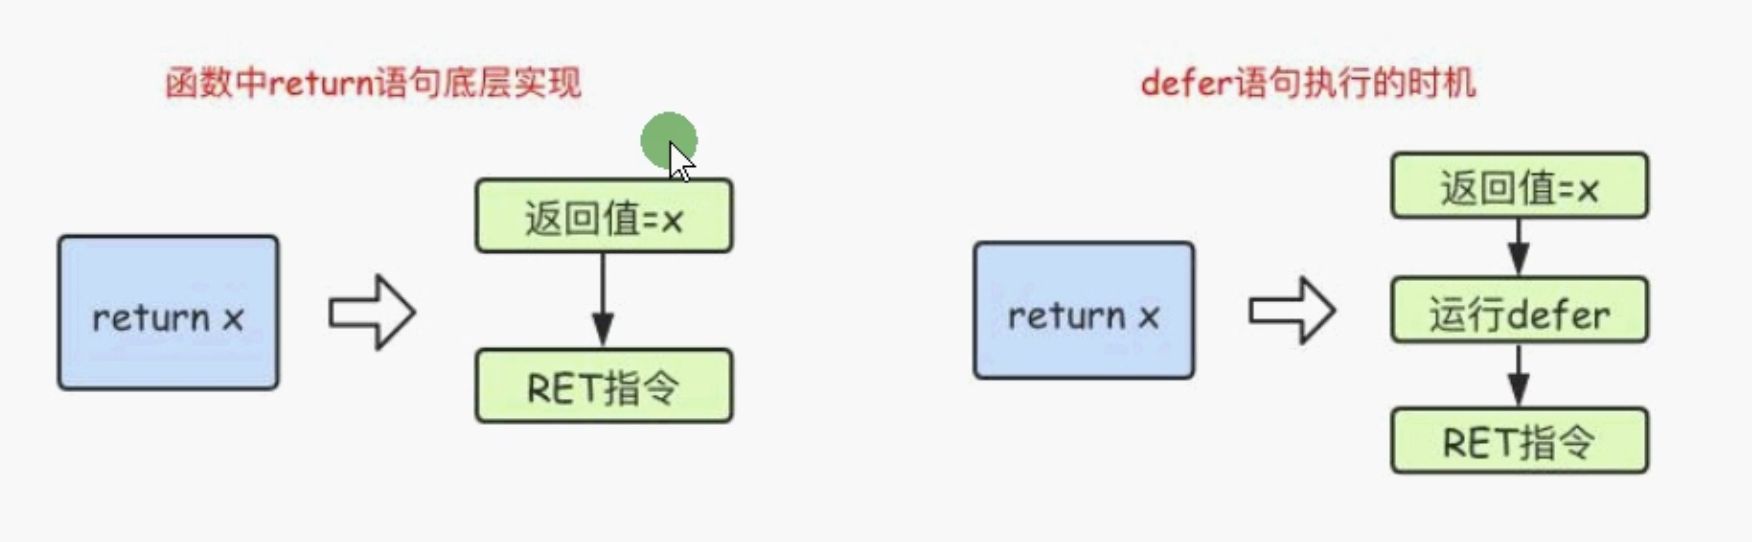 函数中return语句底层实现
return x
返回值=x
RET指令
defer语句执行的时机
return x
返回值=x
运行defer
RET指令